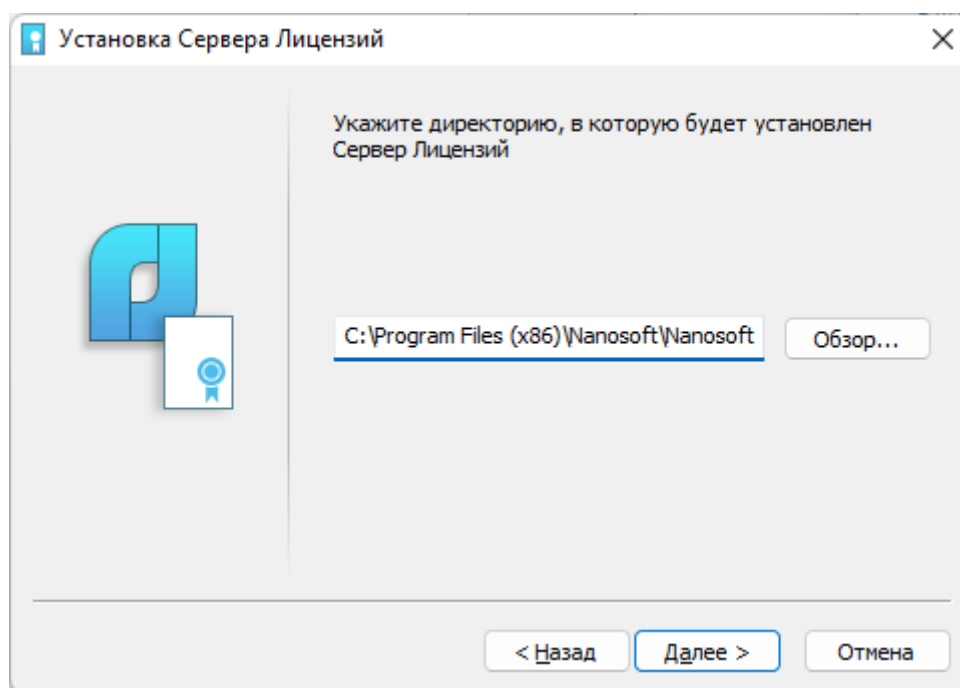 Установка Сервера Лицензий
Укажите директорию, в которую будет установлен
Сервер Лицензий
C:\Program Files (x86)\Nanosoft\Nanosoft
Обзор...
< Назад
Далее >
Отмена